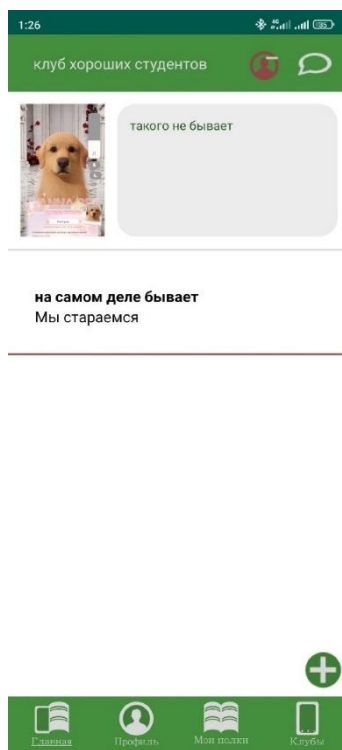 1:26
клуб хороших студентов
такого не бывает
на самом деле бывает
Мы стараемся
Главная
Профиль
Мои полки
Клубы